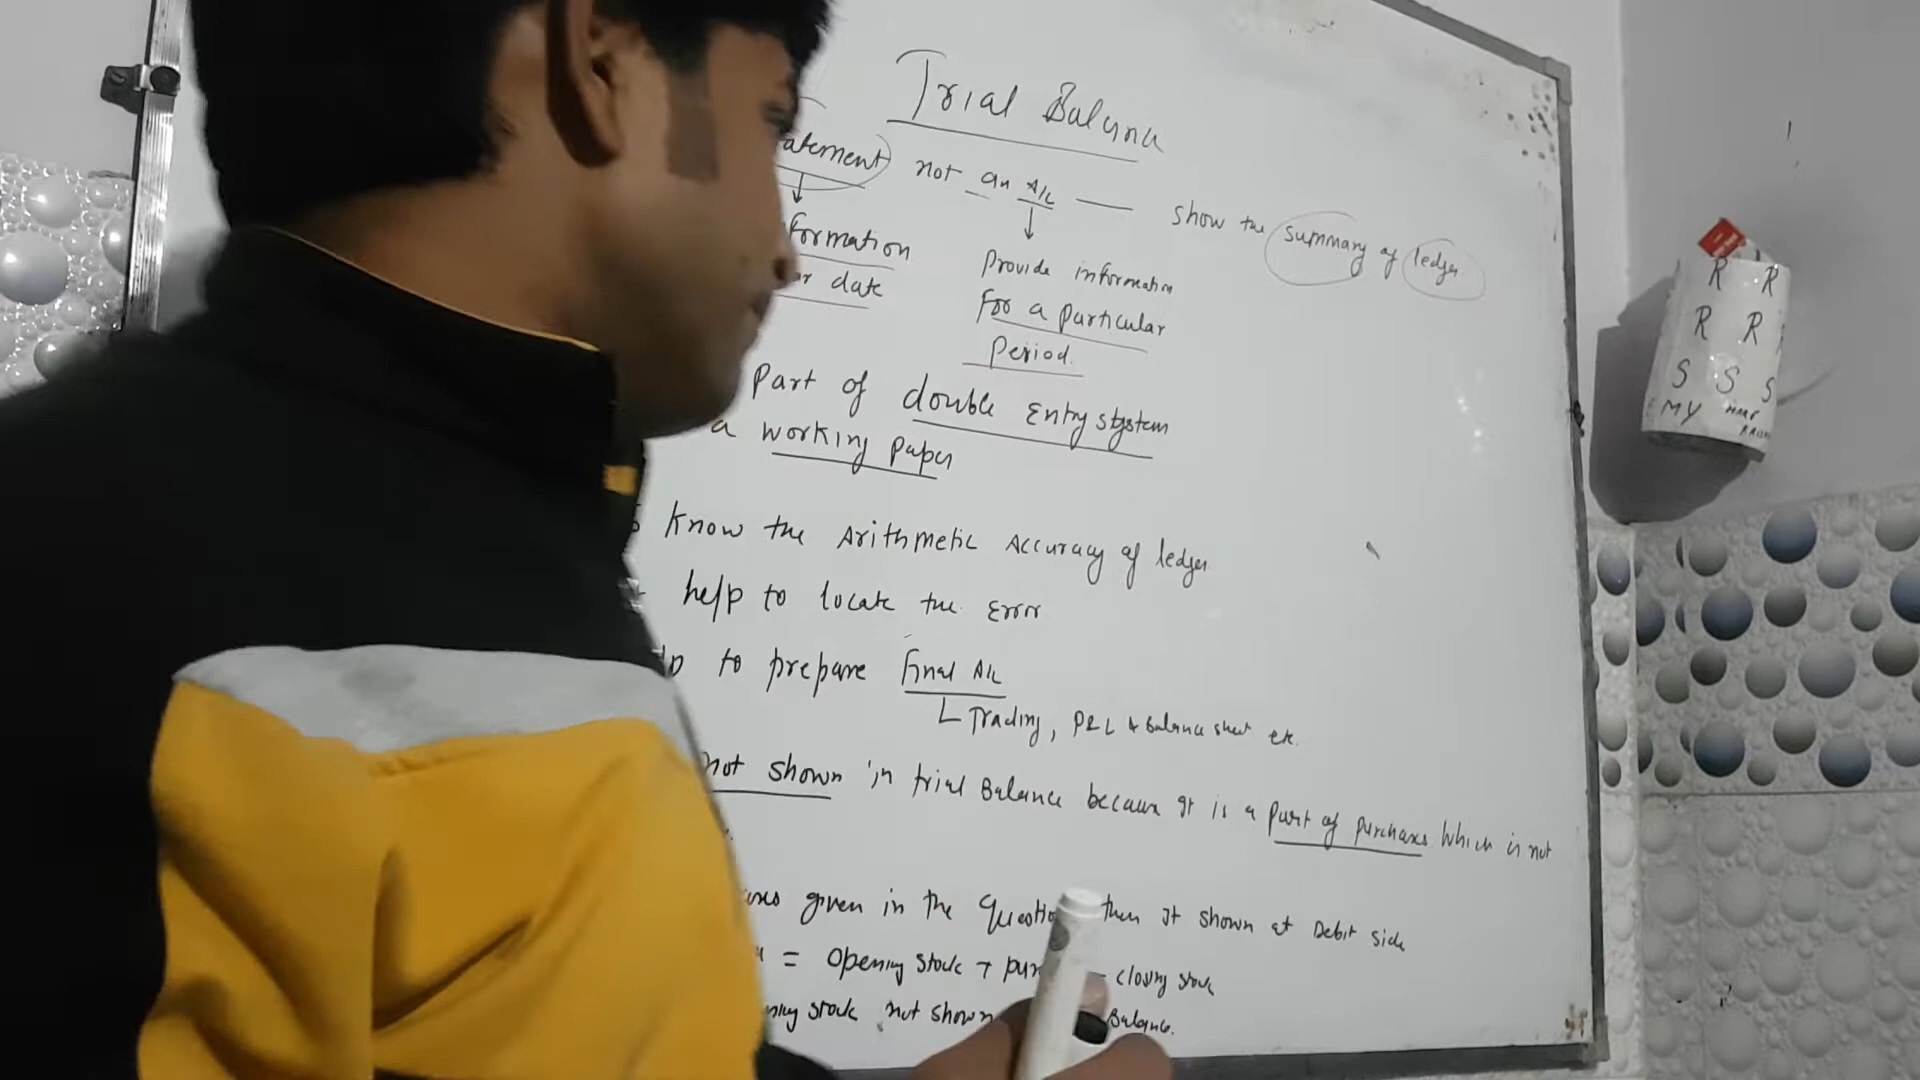 Trial Balance
atement not an A/c — show the summary of ledger
formation
date
Provide information
for a particular
Period.
Part of double Entry system
a working paper
know the Arithmetic Accuracy of ledger
help to locate the Error
to prepare final A/c
Trading, P&L & Balance sheet etc.
not shown in trial Balance because It is a part of purchases which is not
given in the Question then It shown at Debit side
= Opening stock + pur - closing stock
stock not shown Balance.
R R
R R
S S S
MY